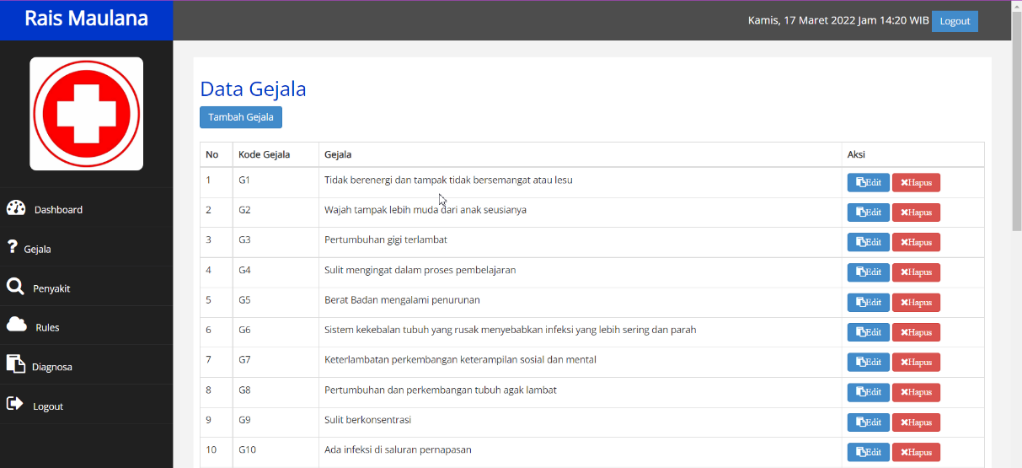 Rais Maulana
Kamis, 17 Maret 2022 Jam 14:20 WIB Logout
Dashboard
Gejala
Penyakit
Rules
Diagnosa
Logout
Data Gejala
Tambah Gejala
No Kode Gejala Gejala Aksi
1 G1 Tidak berenergi dan tampak tidak bersemangat atau lesu Edit Hapus
2 G2 Wajah tampak lebih muda dari anak seusianya Edit Hapus
3 G3 Pertumbuhan gigi terlambat Edit Hapus
4 G4 Sulit mengingat dalam proses pembelajaran Edit Hapus
5 G5 Berat Badan mengalami penurunan Edit Hapus
6 G6 Sistem kekebalan tubuh yang rusak menyebabkan infeksi yang lebih sering dan parah Edit Hapus
7 G7 Keterlambatan perkembangan keterampilan sosial dan mental Edit Hapus
8 G8 Pertumbuhan dan perkembangan tubuh agak lambat Edit Hapus
9 G9 Sulit berkonsentrasi Edit Hapus
10 G10 Ada infeksi di saluran pernapasan Edit Hapus